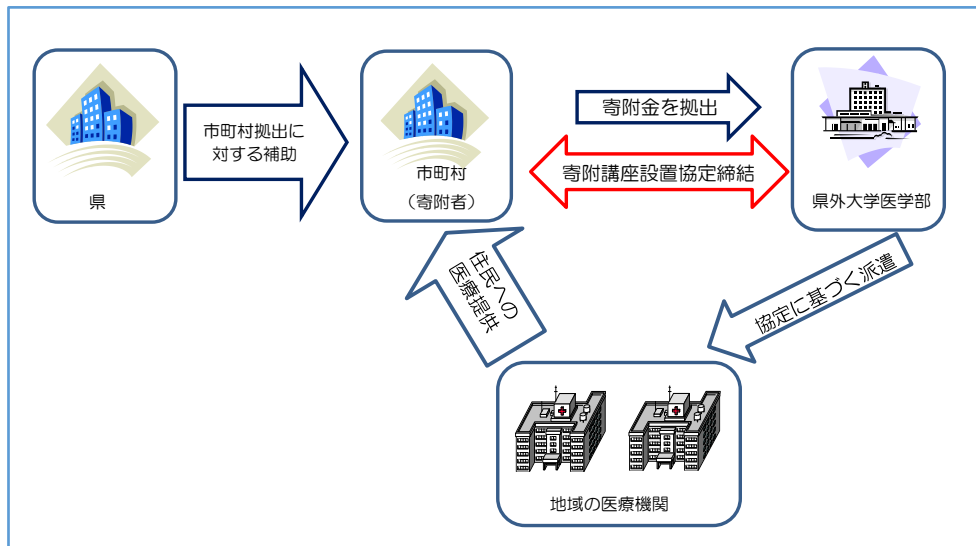 県
市町村拠出に
対する補助
市町村
（寄附者）
寄附金を拠出
寄附講座設置協定締結
県外大学医学部
協定に基づく派遣
住民への
医療提供
地域の医療機関